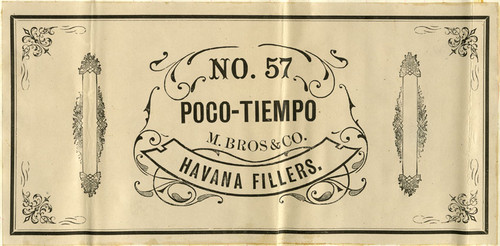 NO. 57
POCO-TIEMPO
M. BROS & CO.
HAVANA FILLERS.